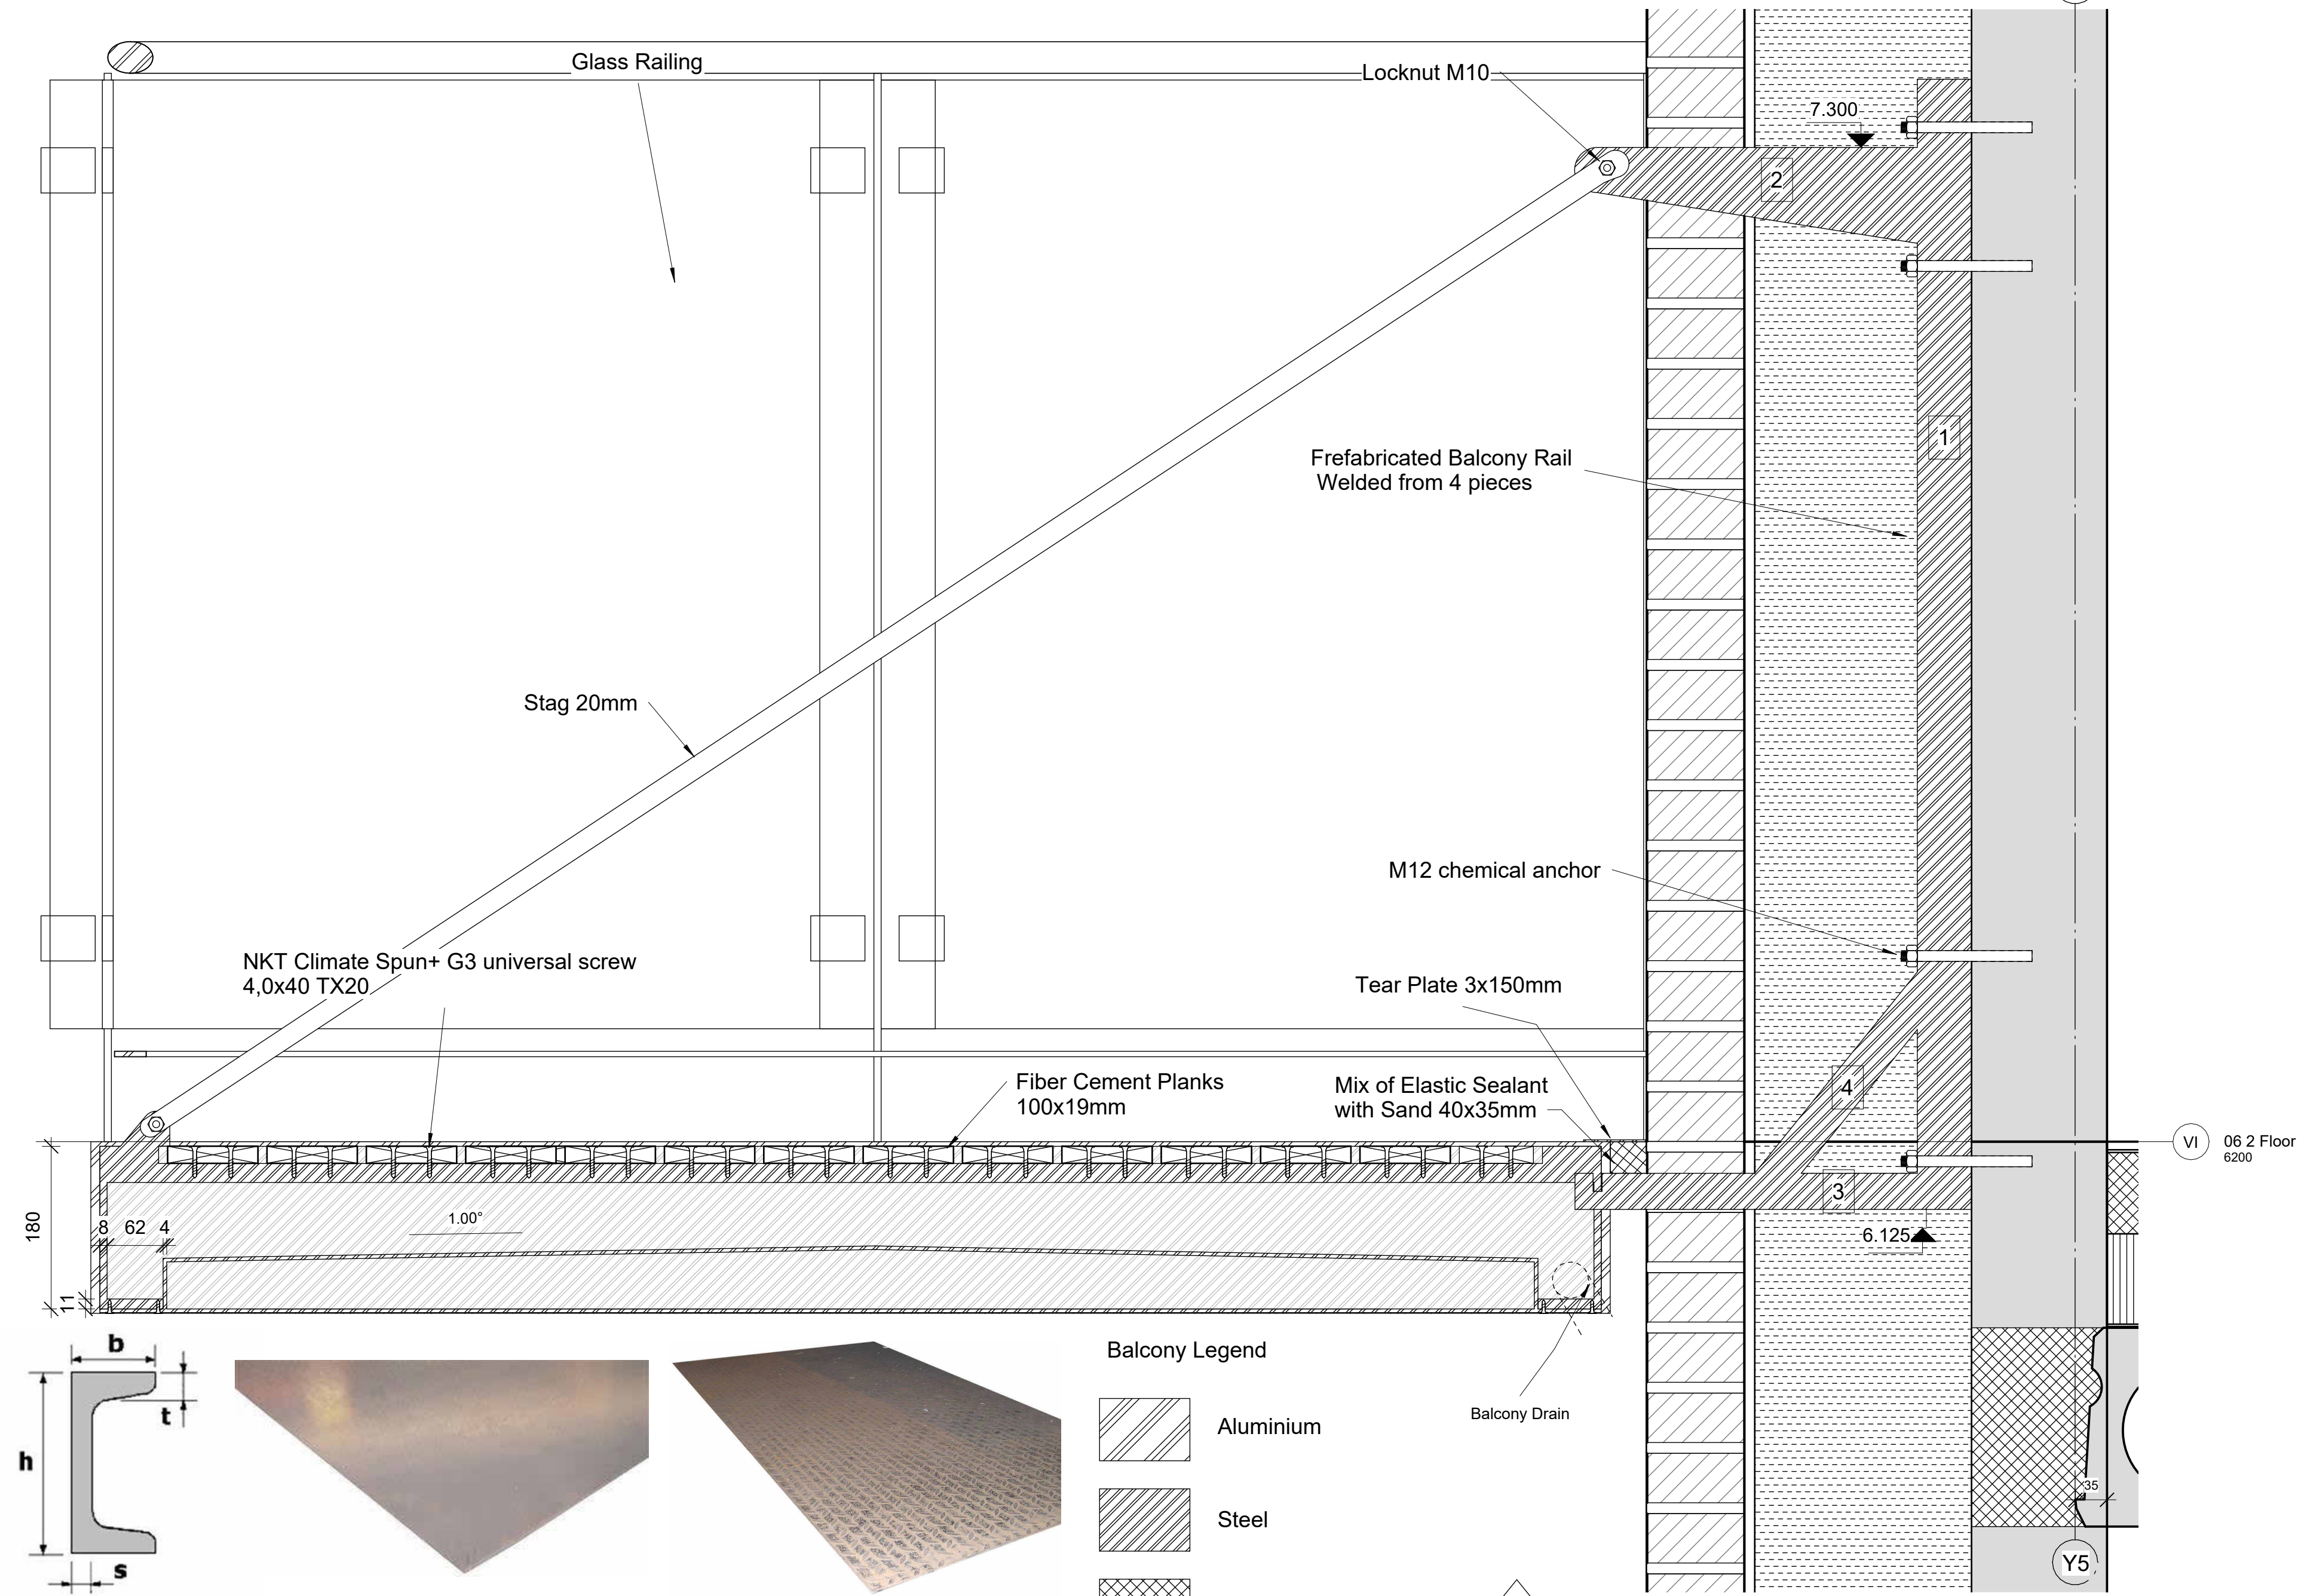 Glass Railing
Locknut M10
7.300
2
1
Frefabricated Balcony Rail
Welded from 4 pieces
Stag 20mm
M12 chemical anchor
NKT Climate Spun+ G3 universal screw
4,0x40 TX20
Tear Plate 3x150mm
Fiber Cement Planks
100x19mm
Mix of Elastic Sealant
with Sand 40x35mm
4
VI
06 2 Floor
6200
3
180
8 62 4
1.00°
6.125
11
b
t
h
s
Balcony Legend
Aluminium
Steel
Balcony Drain
35
Y5